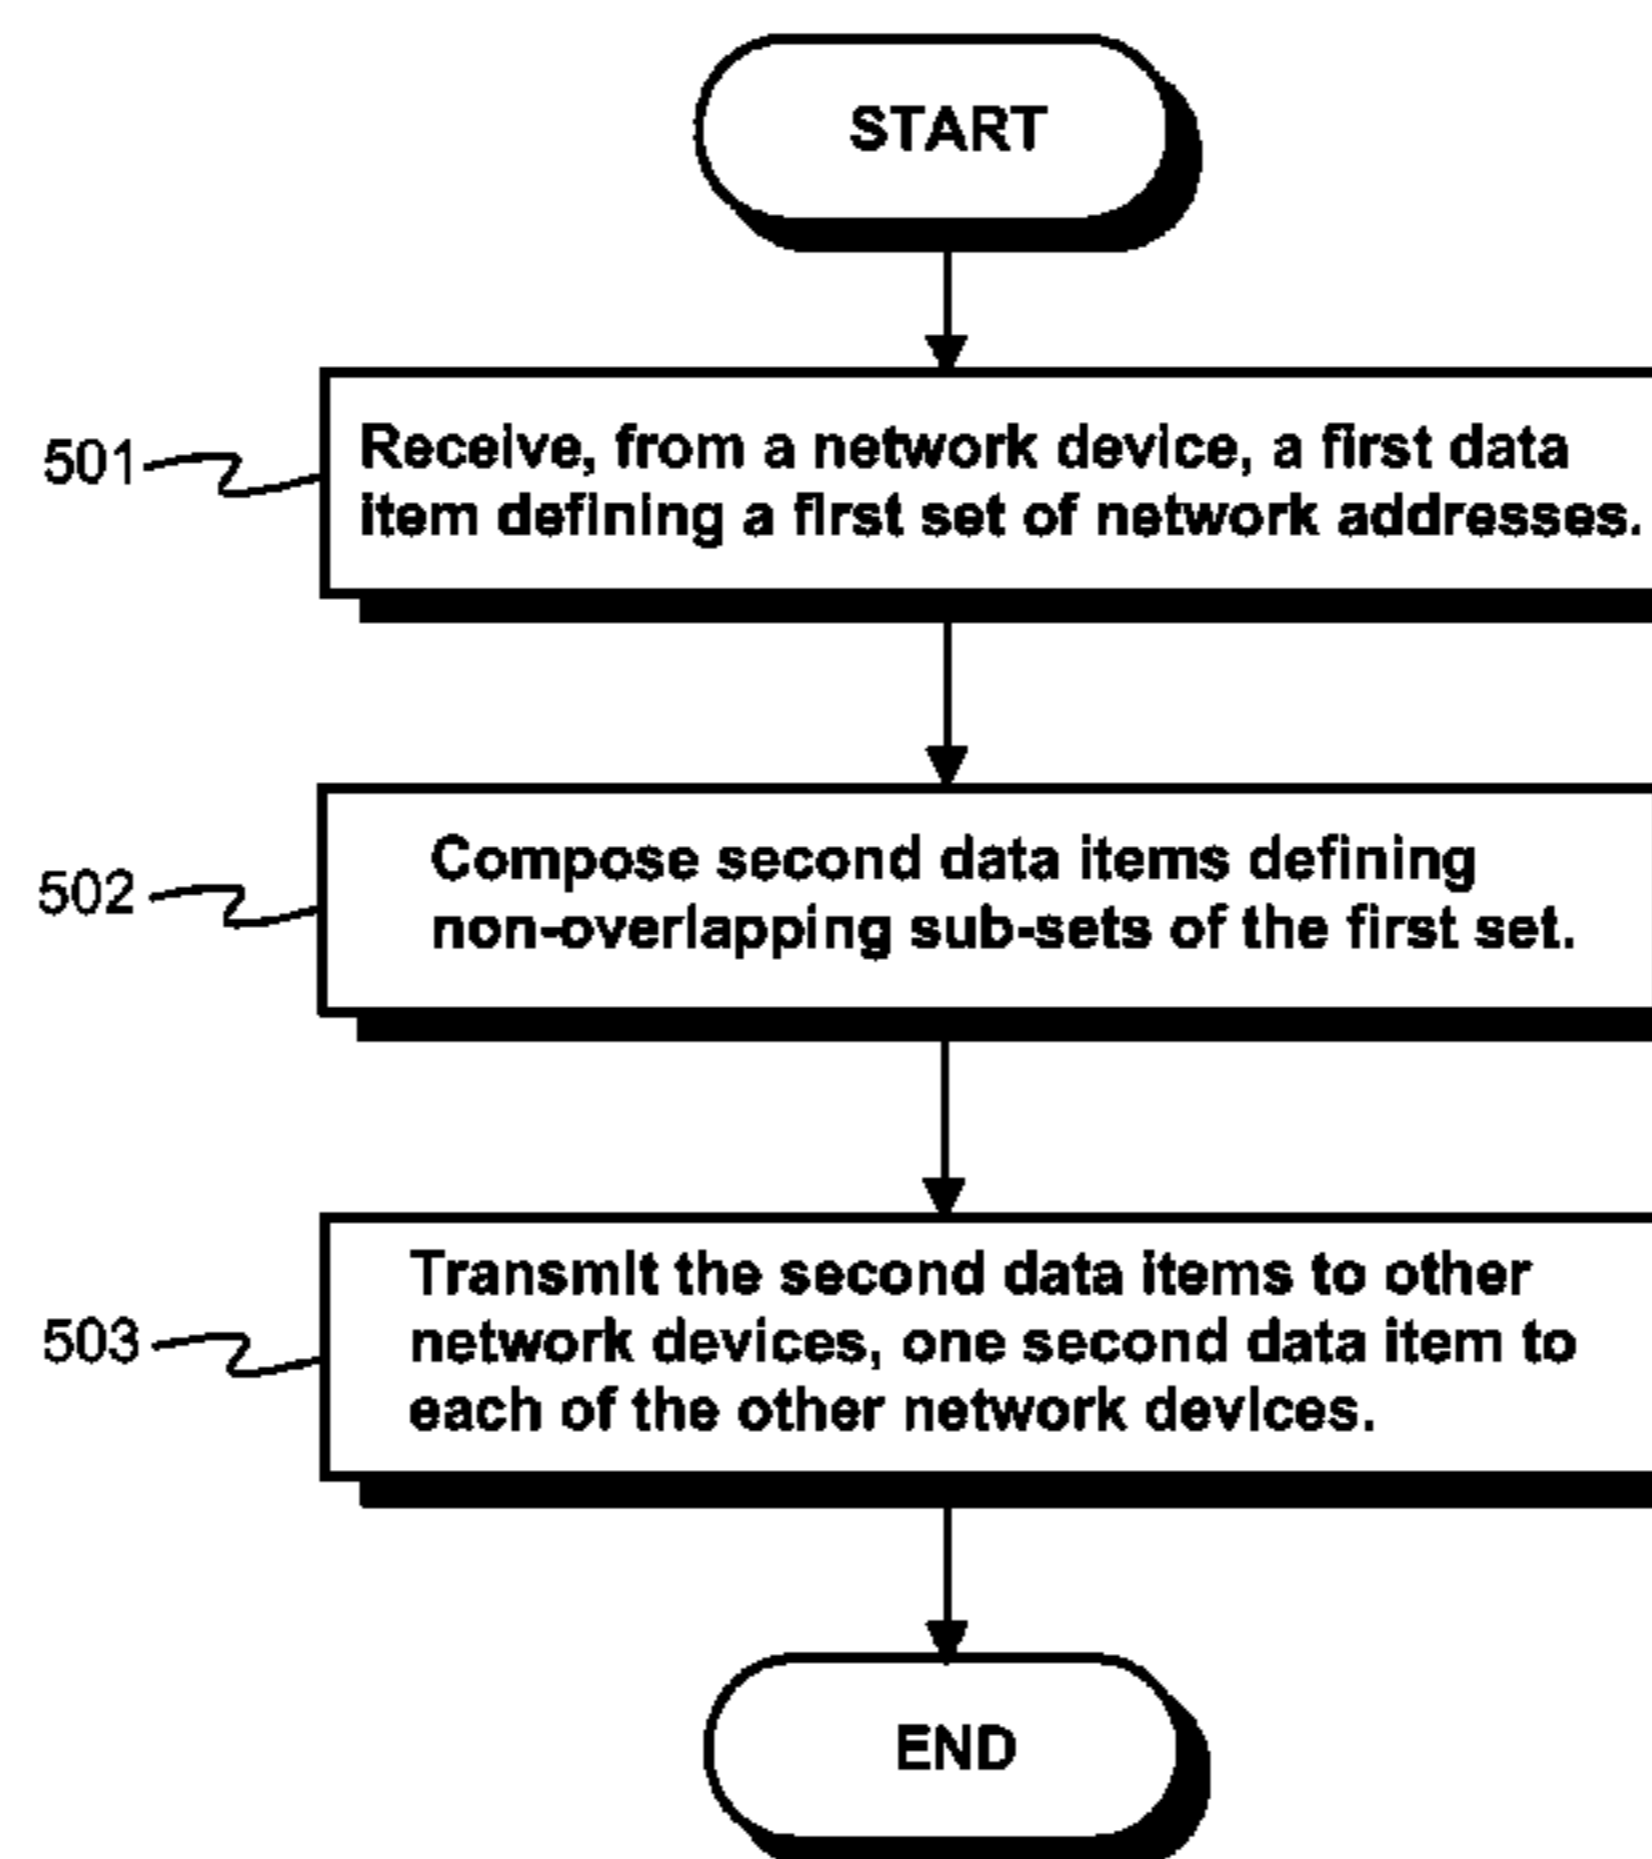 START
501
Receive, from a network device, a first data
item defining a first set of network addresses.
502
Compose second data items defining
non-overlapping sub-sets of the first set.
503
Transmit the second data items to other
network devices, one second data item to
each of the other network devices.
END